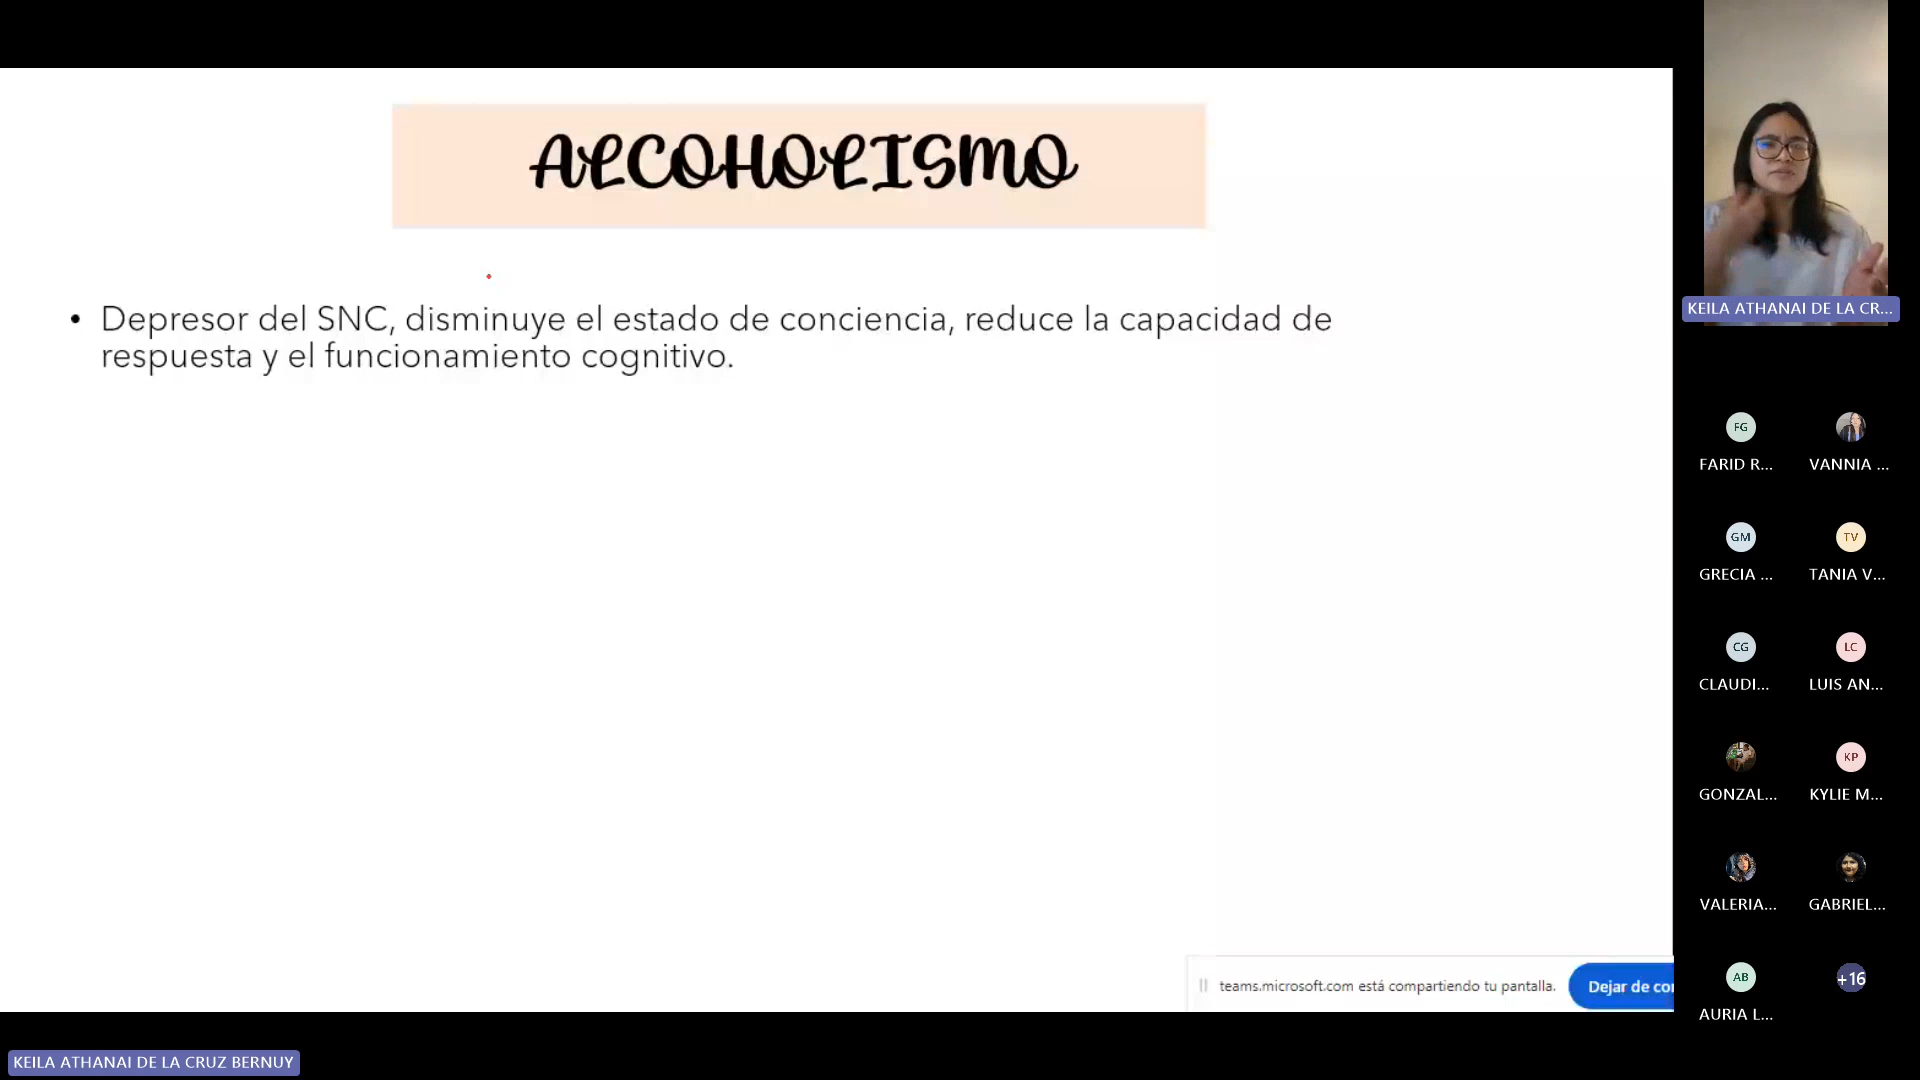 ALCOHOLISMO
• Depresor del SNC, disminuye el estado de conciencia, reduce la capacidad de
respuesta y el funcionamiento cognitivo.
teams.microsoft.com está compartiendo tu pantalla.
Dejar de co
KEILA ATHANAI DE LA CR...
FG
FARID R...
VANNIA ...
GM
GRECIA ...
TV
TANIA V...
CG
CLAUDI...
LC
LUIS AN...
GONZAL...
KP
KYLIE M...
VALERIA...
GABRIEL...
AB
AURIA L...
+16
KEILA ATHANAI DE LA CRUZ BERNUY